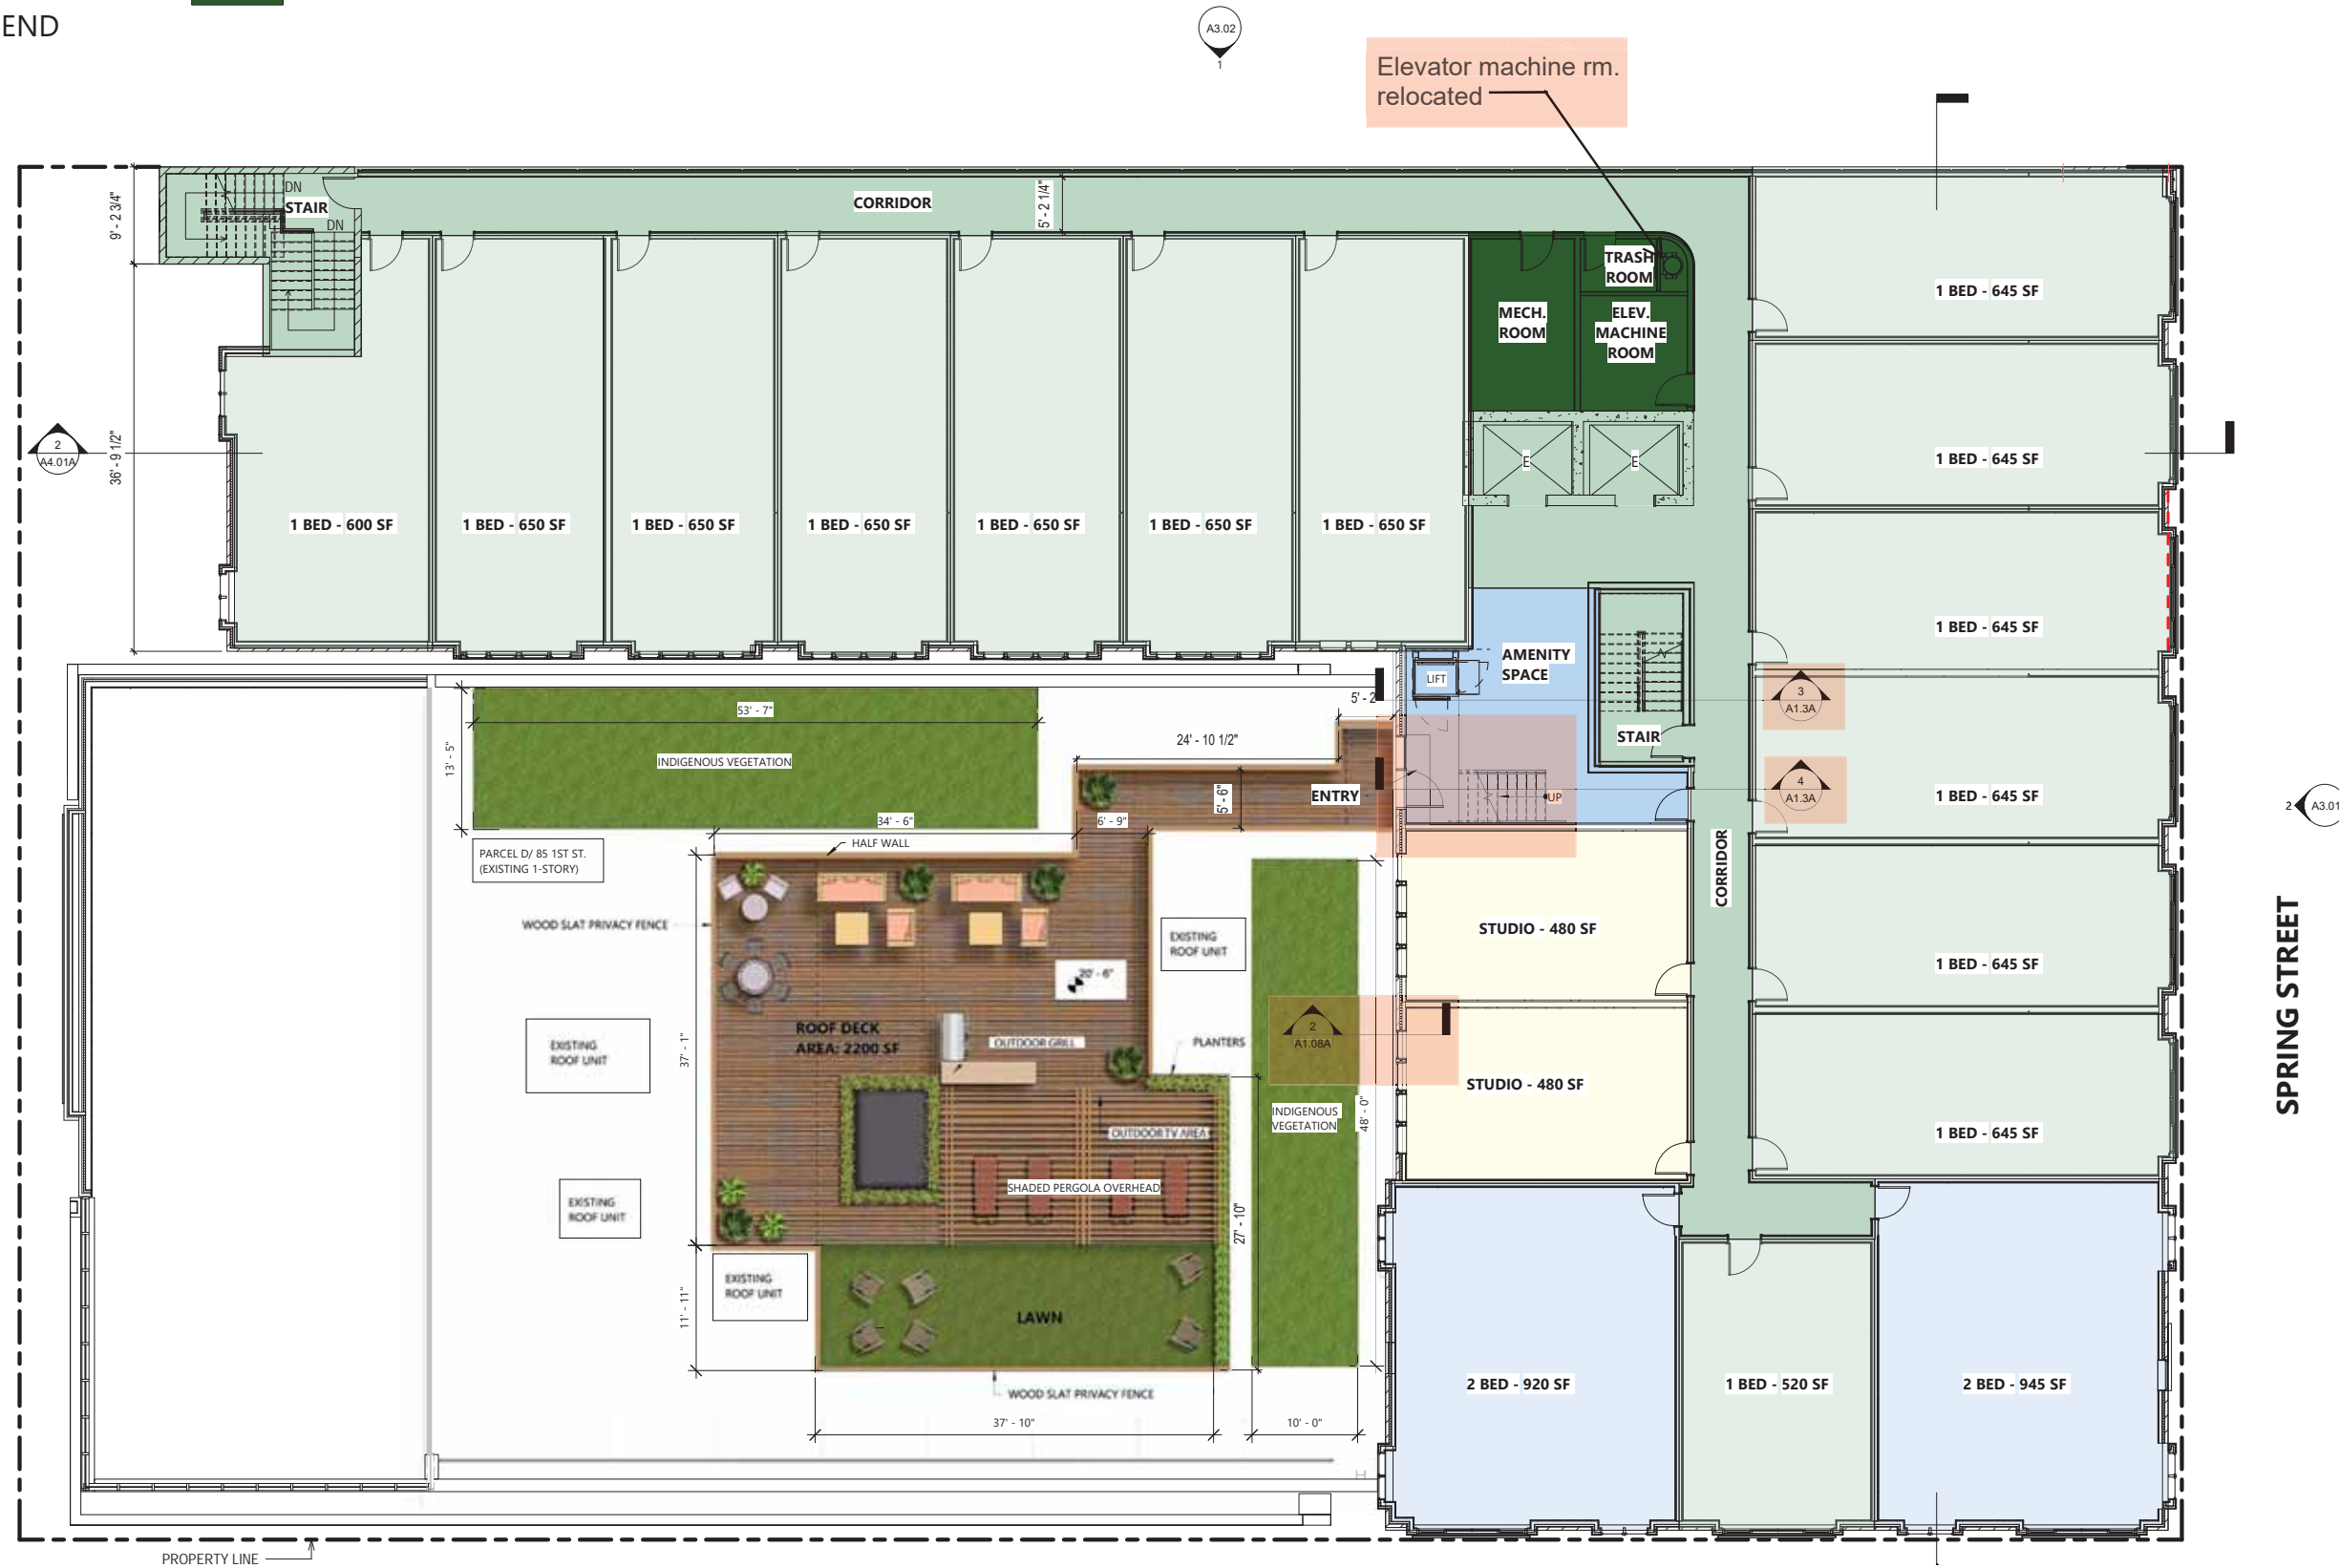 END
A3.02
1
Elevator machine rm.
relocated
9' - 2 3/4"
DN
STAIR
DN
CORRIDOR
5' - 2 1/4"
TRASH
ROOM
MECH.
ROOM
ELEV.
MACHINE
ROOM
1 BED - 645 SF
1 BED - 645 SF
2
A4.01A
36' - 9 1/2"
E
E
1 BED - 600 SF
1 BED - 650 SF
1 BED - 650 SF
1 BED - 650 SF
1 BED - 650 SF
1 BED - 650 SF
1 BED - 650 SF
1 BED - 645 SF
AMENITY
SPACE
LIFT
3
A1.3A
5' - 2
53' - 7"
13' - 5"
INDIGENOUS VEGETATION
24' - 10 1/2"
STAIR
ENTRY
5' - 6"
UP
4
A1.3A
1 BED - 645 SF
2
A3.01
34' - 6"
6' - 9"
HALF WALL
PARCEL D/ 85 1ST ST.
(EXISTING 1-STORY)
CORRIDOR
WOOD SLAT PRIVACY FENCE
EXISTING
ROOF UNIT
STUDIO - 480 SF
1 BED - 645 SF
20' - 6"
SPRING STREET
ROOF DECK
AREA: 2200 SF
37' - 1"
OUTDOOR GRILL
PLANTERS
2
A1.08A
EXISTING
ROOF UNIT
STUDIO - 480 SF
INDIGENOUS
VEGETATION
48' - 0"
OUTDOOR TV AREA
1 BED - 645 SF
SHADED PERGOLA OVERHEAD
EXISTING
ROOF UNIT
27' - 10"
EXISTING
ROOF UNIT
11' - 11"
LAWN
WOOD SLAT PRIVACY FENCE
2 BED - 920 SF
1 BED - 520 SF
2 BED - 945 SF
37' - 10"
10' - 0"
PROPERTY LINE